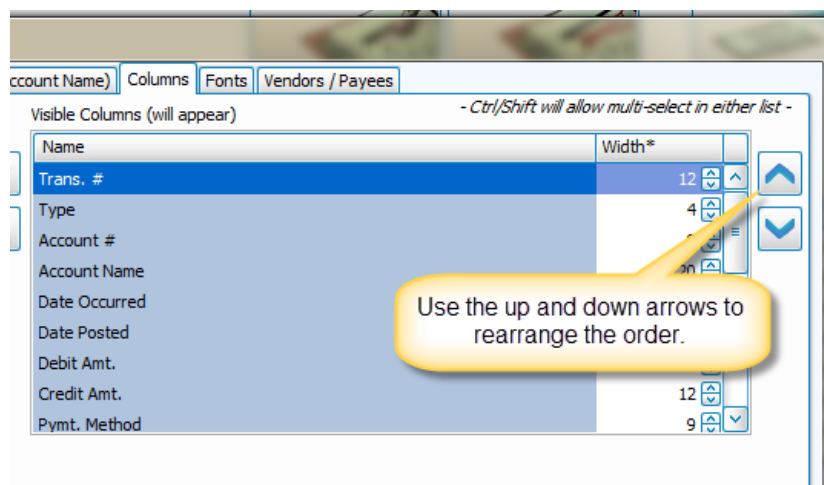 ccount Name) Columns Fonts Vendors / Payees
Visible Columns (will appear) - Ctrl/Shift will allow multi-select in either list -
Name Width*
Trans. # 12
Type 4
Account #
Account Name 20
Date Occurred
Date Posted
Debit Amt.
Credit Amt. 12
Pymt. Method 9
Use the up and down arrows to
rearrange the order.